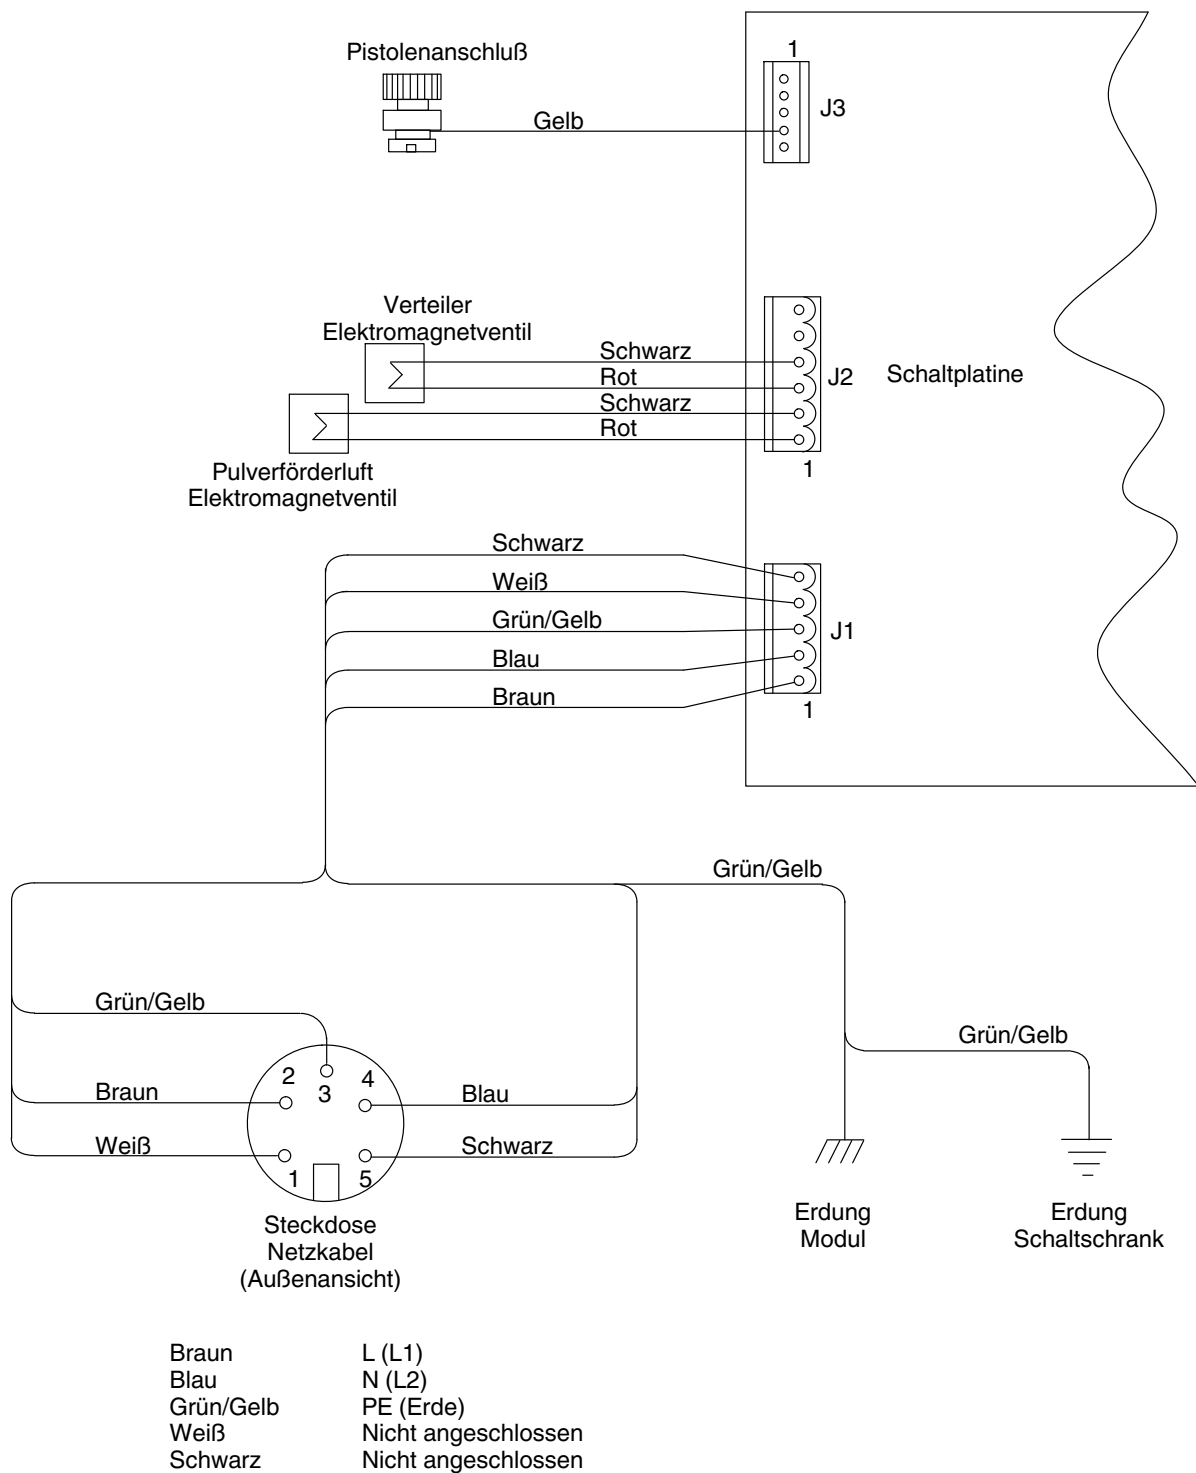 Pistolenanschluß
1
J3
Gelb
Verteiler
Elektromagnetventil
Schwarz
Rot
J2
Schaltplatine
Schwarz
Rot
1
Pulverförderluft
Elektromagnetventil
Schwarz
Weiß
Grün/Gelb
J1
Blau
Braun
1
Grün/Gelb
Grün/Gelb
Grün/Gelb
2
3
4
Braun
Blau
Weiß
Schwarz
1
5
Steckdose
Netzkabel
(Außenansicht)
Erdung
Modul
Erdung
Schaltschrank
Braun L (L1)
Blau N (L2)
Grün/Gelb PE (Erde)
Weiß Nicht angeschlossen
Schwarz Nicht angeschlossen